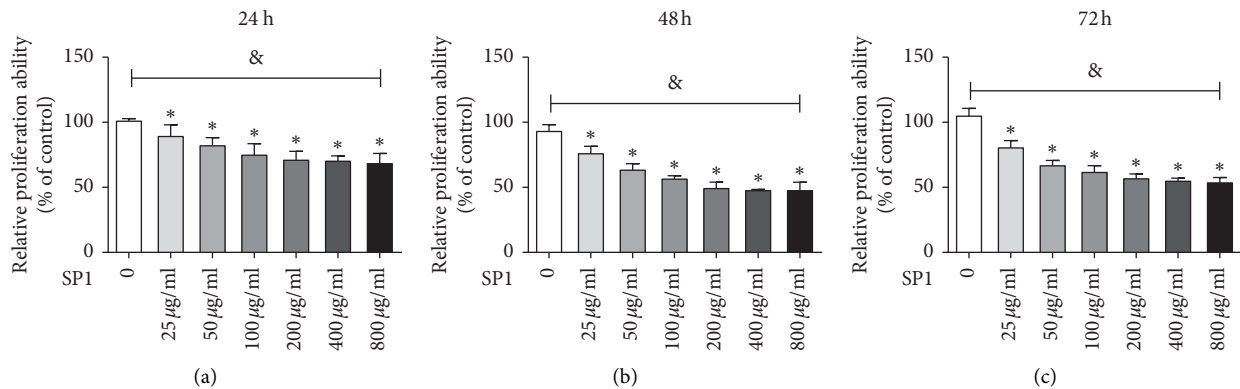 24 h
Relative proliferation ability
(% of control)
150
100
50
0
&
* * * * * *
SP1
0
25 µg/ml
50 µg/ml
100 µg/ml
200 µg/ml
400 µg/ml
800 µg/ml
(a)
48 h
Relative proliferation ability
(% of control)
150
100
50
0
&
* * * * * *
SP1
0
25 µg/ml
50 µg/ml
100 µg/ml
200 µg/ml
400 µg/ml
800 µg/ml
(b)
72 h
Relative proliferation ability
(% of control)
150
100
50
0
&
* * * * * *
SP1
0
25 µg/ml
50 µg/ml
100 µg/ml
200 µg/ml
400 µg/ml
800 µg/ml
(c)